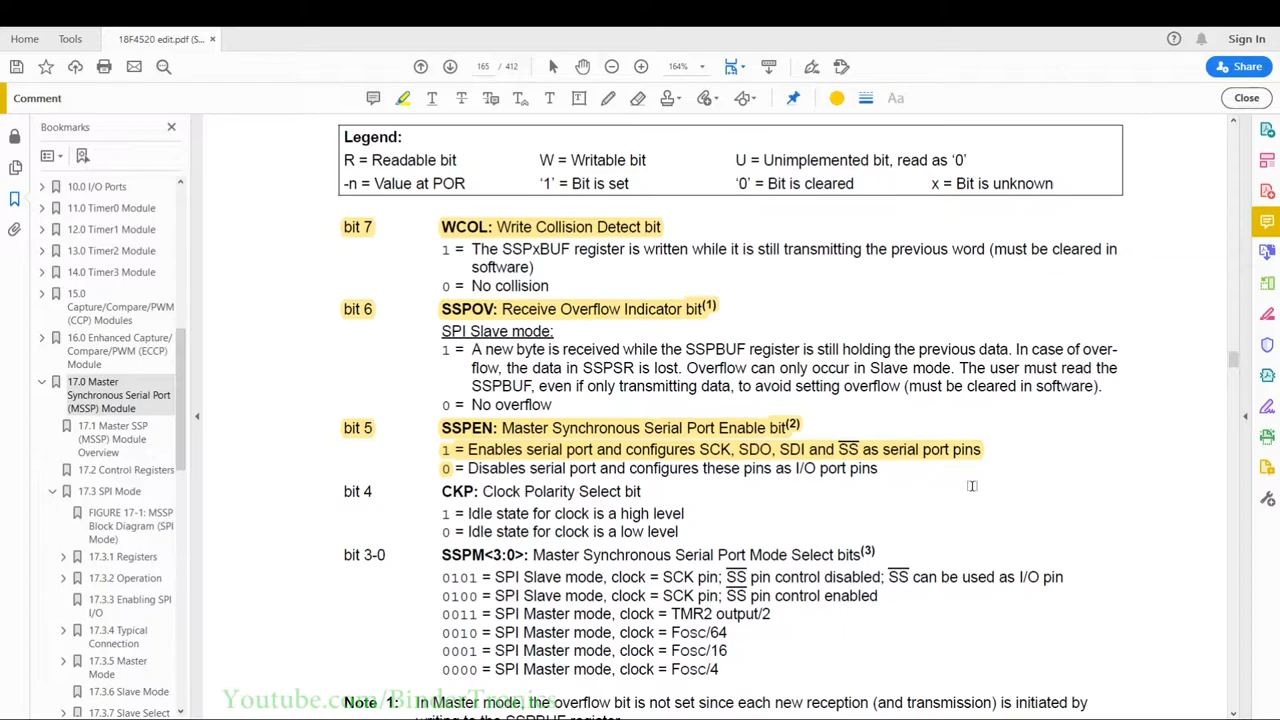 Home
Tools
18F4520 edit.pdf (S...
Sign In
165 / 412
164%
Share
Comment
Aa
Close
Bookmarks
10.0 I/O Ports
11.0 Timer0 Module
12.0 Timer1 Module
13.0 Timer2 Module
14.0 Timer3 Module
15.0
Capture/Compare/PWM
(CCP) Modules
16.0 Enhanced Capture/
Compare/PWM (ECCP)
Module
17.0 Master
Synchronous Serial Port
(MSSP) Module
17.1 Master SSP
(MSSP) Module
Overview
17.2 Control Registers
17.3 SPI Mode
FIGURE 17-1: MSSP
Block Diagram (SPI
Mode)
17.3.1 Registers
17.3.2 Operation
17.3.3 Enabling SPI
I/O
17.3.4 Typical
Connection
17.3.5 Master
Mode
17.3.6 Slave Mode
17.3.7 Slave Select
Legend:
R = Readable bit W = Writable bit U = Unimplemented bit, read as ‘0’
-n = Value at POR ‘1’ = Bit is set ‘0’ = Bit is cleared x = Bit is unknown
bit 7 WCOL: Write Collision Detect bit
1 = The SSPxBUF register is written while it is still transmitting the previous word (must be cleared in
software)
0 = No collision
bit 6 SSPOV: Receive Overflow Indicator bit(1)
SPI Slave mode:
1 = A new byte is received while the SSPBUF register is still holding the previous data. In case of over-
flow, the data in SSPSR is lost. Overflow can only occur in Slave mode. The user must read the
SSPBUF, even if only transmitting data, to avoid setting overflow (must be cleared in software).
0 = No overflow
bit 5 SSPEN: Master Synchronous Serial Port Enable bit(2)
1 = Enables serial port and configures SCK, SDO, SDI and SS as serial port pins
0 = Disables serial port and configures these pins as I/O port pins
bit 4 CKP: Clock Polarity Select bit
1 = Idle state for clock is a high level
0 = Idle state for clock is a low level
bit 3-0 SSPM<3:0>: Master Synchronous Serial Port Mode Select bits(3)
0101 = SPI Slave mode, clock = SCK pin; SS pin control disabled; SS can be used as I/O pin
0100 = SPI Slave mode, clock = SCK pin; SS pin control enabled
0011 = SPI Master mode, clock = TMR2 output/2
0010 = SPI Master mode, clock = Fosc/64
0001 = SPI Master mode, clock = Fosc/16
0000 = SPI Master mode, clock = Fosc/4
Note 1: In Master mode, the overflow bit is not set since each new reception (and transmission) is initiated by
writing to the SSPBUF register.
Youtube.com/BinderTronics